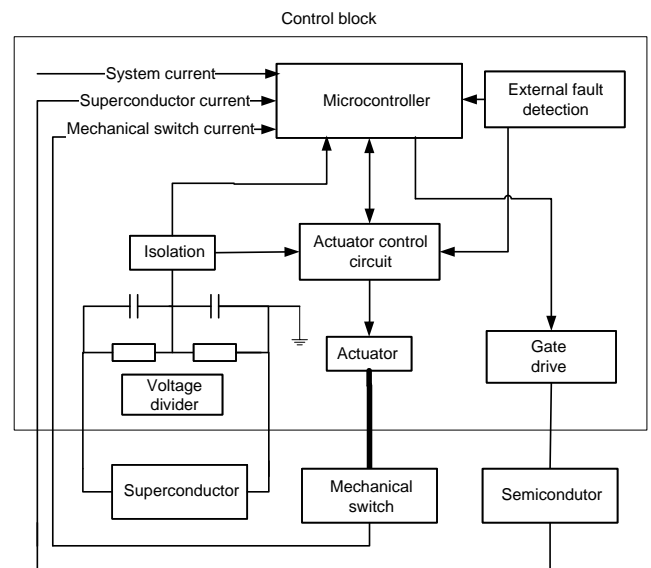 Control block
System current
Superconductor current
Mechanical switch current
Microcontroller
External fault
detection
Isolation
Actuator control
circuit
Actuator
Gate
drive
Voltage
divider
Superconductor
Mechanical
switch
Semicondutor